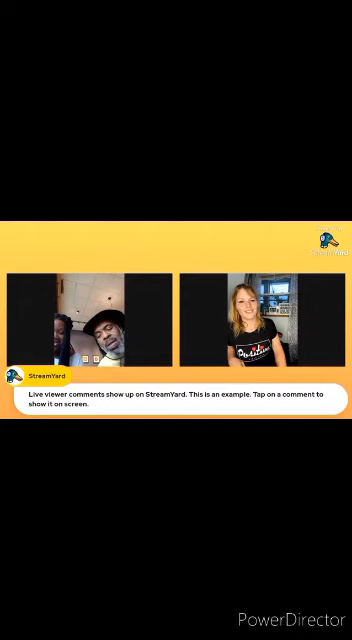 StreamYard
StreamYard
Live viewer comments show up on StreamYard. This is an example. Tap on a comment to
show it on screen.
PowerDirector